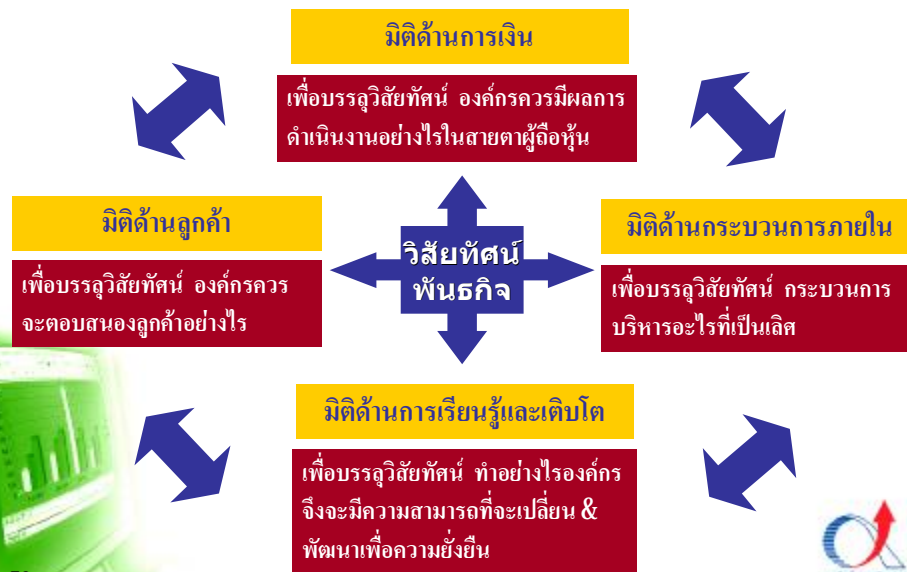 มิติด้านการเงิน
เพื่อบรรลุวิสัยทัศน์ องค์กรควรมีผลการ
ดำเนินงานอย่างไรในสายตาผู้ถือหุ้น
มิติด้านลูกค้า
เพื่อบรรลุวิสัยทัศน์ องค์กรควร
จะตอบสนองลูกค้าอย่างไร
วิสัยทัศน์
พันธกิจ
มิติด้านกระบวนการภายใน
เพื่อบรรลุวิสัยทัศน์ กระบวนการ
บริหารอะไรที่เป็นเลิศ
มิติด้านการเรียนรู้และเติบโต
เพื่อบรรลุวิสัยทัศน์ ทำอย่างไรองค์กร
จึงจะมีความสามารถที่จะเปลี่ยน &
พัฒนาเพื่อความยั่งยืน